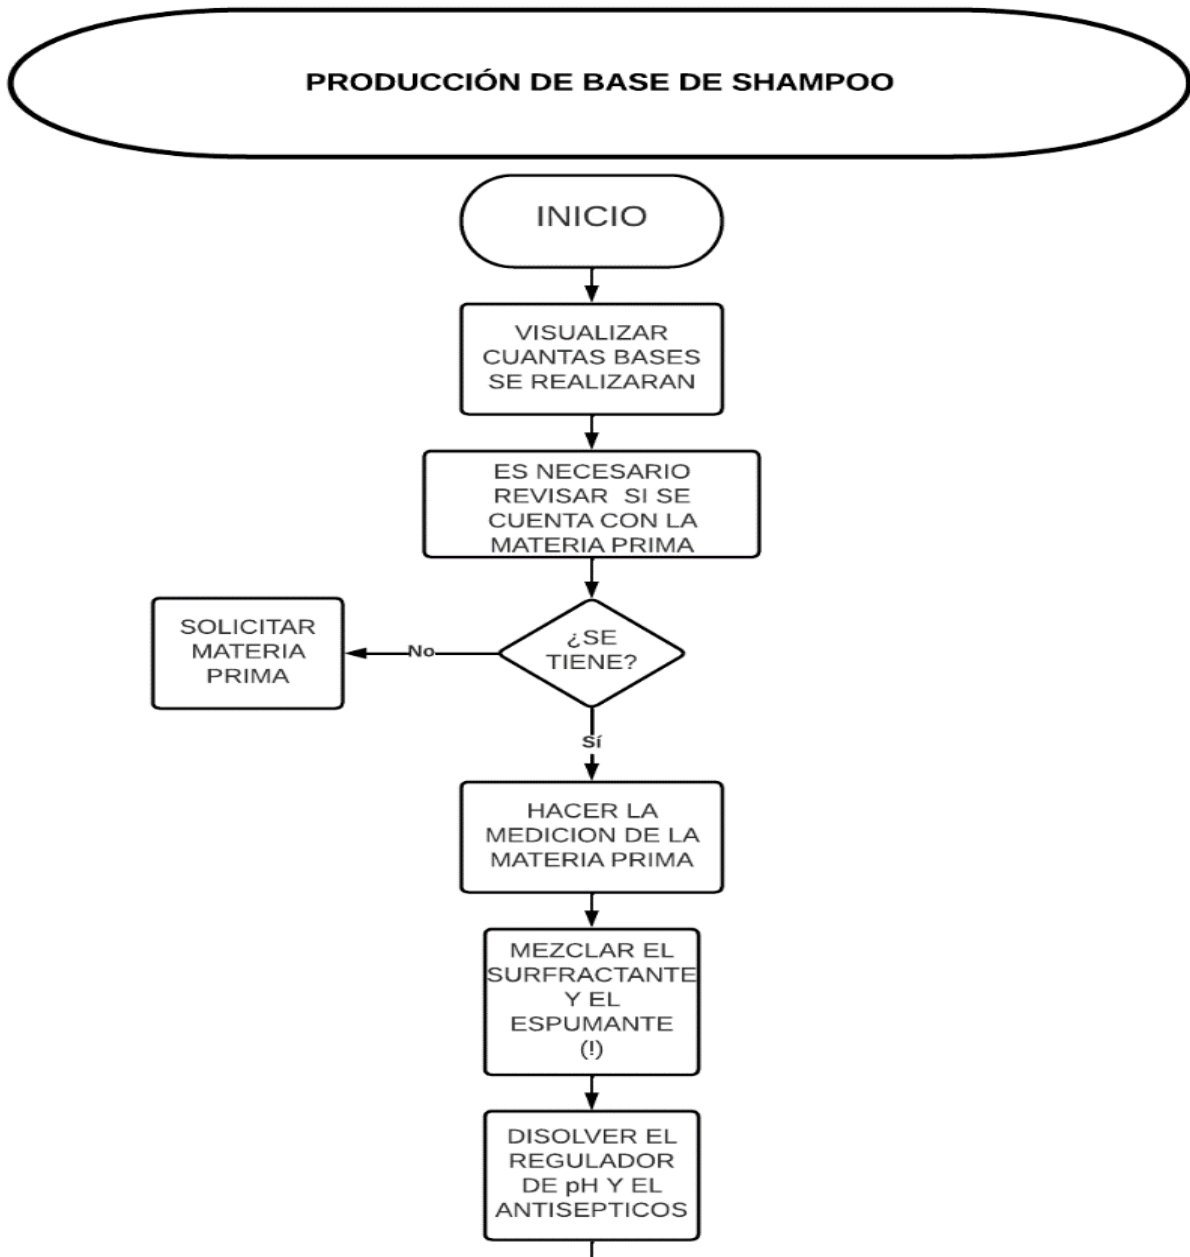 PRODUCCIÓN DE BASE DE SHAMPOO
INICIO
VISUALIZAR
CUANTAS BASES
SE REALIZARAN
ES NECESARIO
REVISAR SI SE
CUENTA CON LA
MATERIA PRIMA
¿SE
TIENE?
No
SOLICITAR
MATERIA
PRIMA
Sí
HACER LA
MEDICION DE LA
MATERIA PRIMA
MEZCLAR EL
SURFRACTANTE
Y EL
ESPUMANTE
(!)
DISOLVER EL
REGULADOR
DE pH Y EL
ANTISEPTICOS